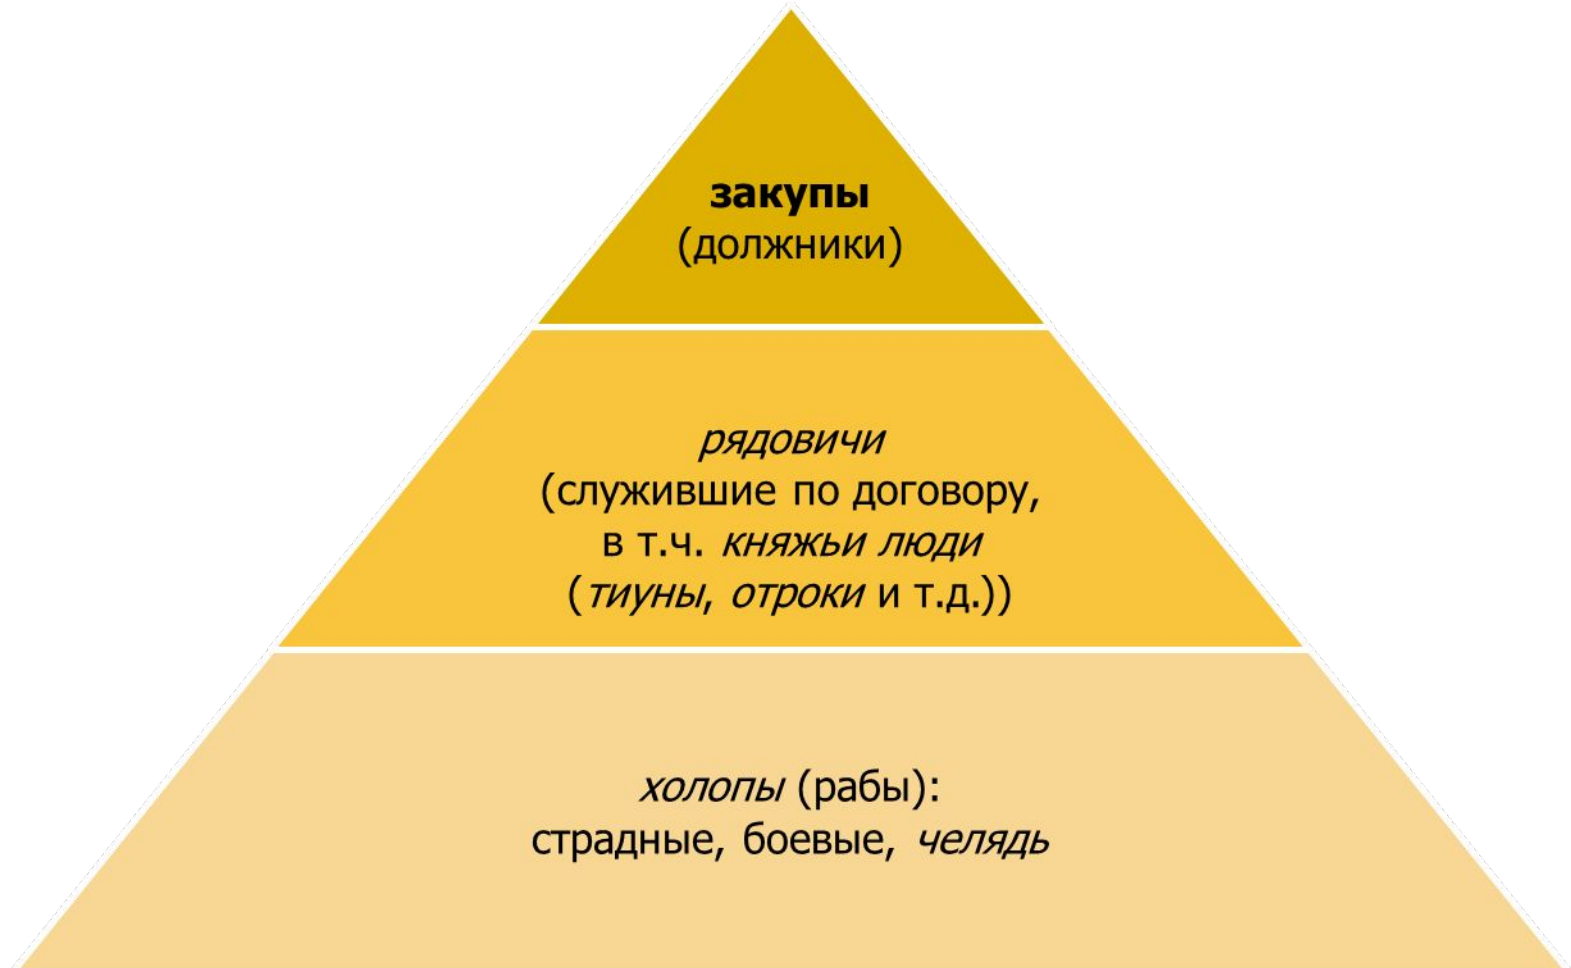 закупы
(должники)
рядовичи
(служившие по договору,
в т.ч. княжьи люди
(тиуны, отроки и т.д.))
холопы (рабы):
страдные, боевые, челядь